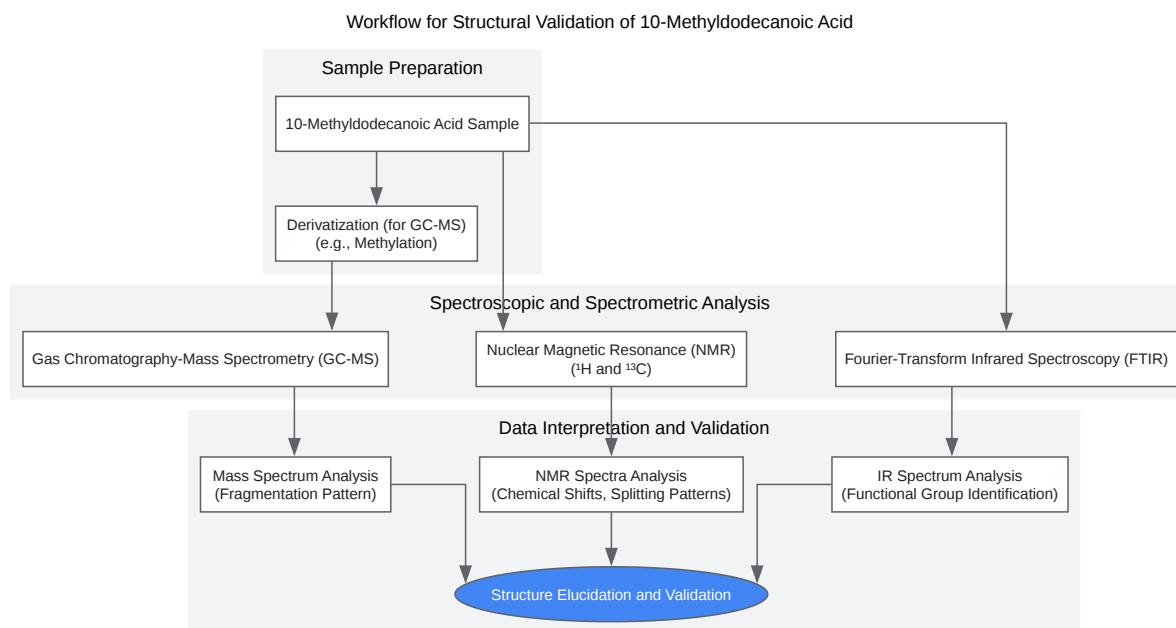 Workflow for Structural Validation of 10-Methyldodecanoic Acid
Sample Preparation
10-Methyldodecanoic Acid Sample
Derivatization (for GC-MS)
(e.g., Methylation)
Spectroscopic and Spectrometric Analysis
Gas Chromatography-Mass Spectrometry (GC-MS)
Nuclear Magnetic Resonance (NMR)
(¹H and ¹³C)
Fourier-Transform Infrared Spectroscopy (FTIR)
Data Interpretation and Validation
Mass Spectrum Analysis
(Fragmentation Pattern)
NMR Spectra Analysis
(Chemical Shifts, Splitting Patterns)
IR Spectrum Analysis
(Functional Group Identification)
Structure Elucidation and Validation